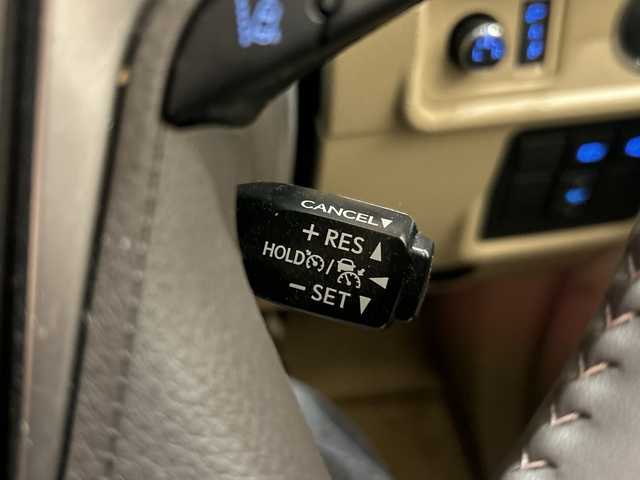 CANCEL
+ RES
HOLD /
- SET